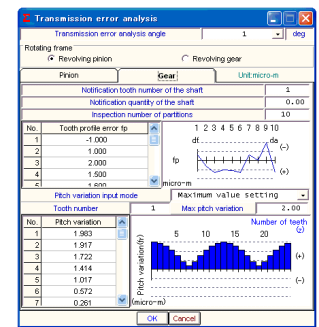 Transmission error analysis
Transmission error analysis angle 1 deg
Rotating frame
Revolving pinion Revolving gear
Pinion Gear Unit:micro-m
Notification tooth number of the shaft 1
Notification quantity of the shaft 0.00
Inspection number of partitions 10
No. Tooth profile error fp
1 -1.000
2 1.000
3 2.000
4 1.500
5 1.600
1 2 3 4 5 6 7 8 9 10
df da
(-)
fp
(+)
micro-m
Pitch variation input mode Maximum value setting
Tooth number 1 Max pitch variation 2.00
No. Pitch variation
1 1.983
2 1.917
3 1.722
4 1.414
5 1.017
6 0.572
7 0.261
Number of teeth
5 10 15 20 (z)
Pitch variation(fr)
(+)
(-)
(micro-m)
OK Cancel